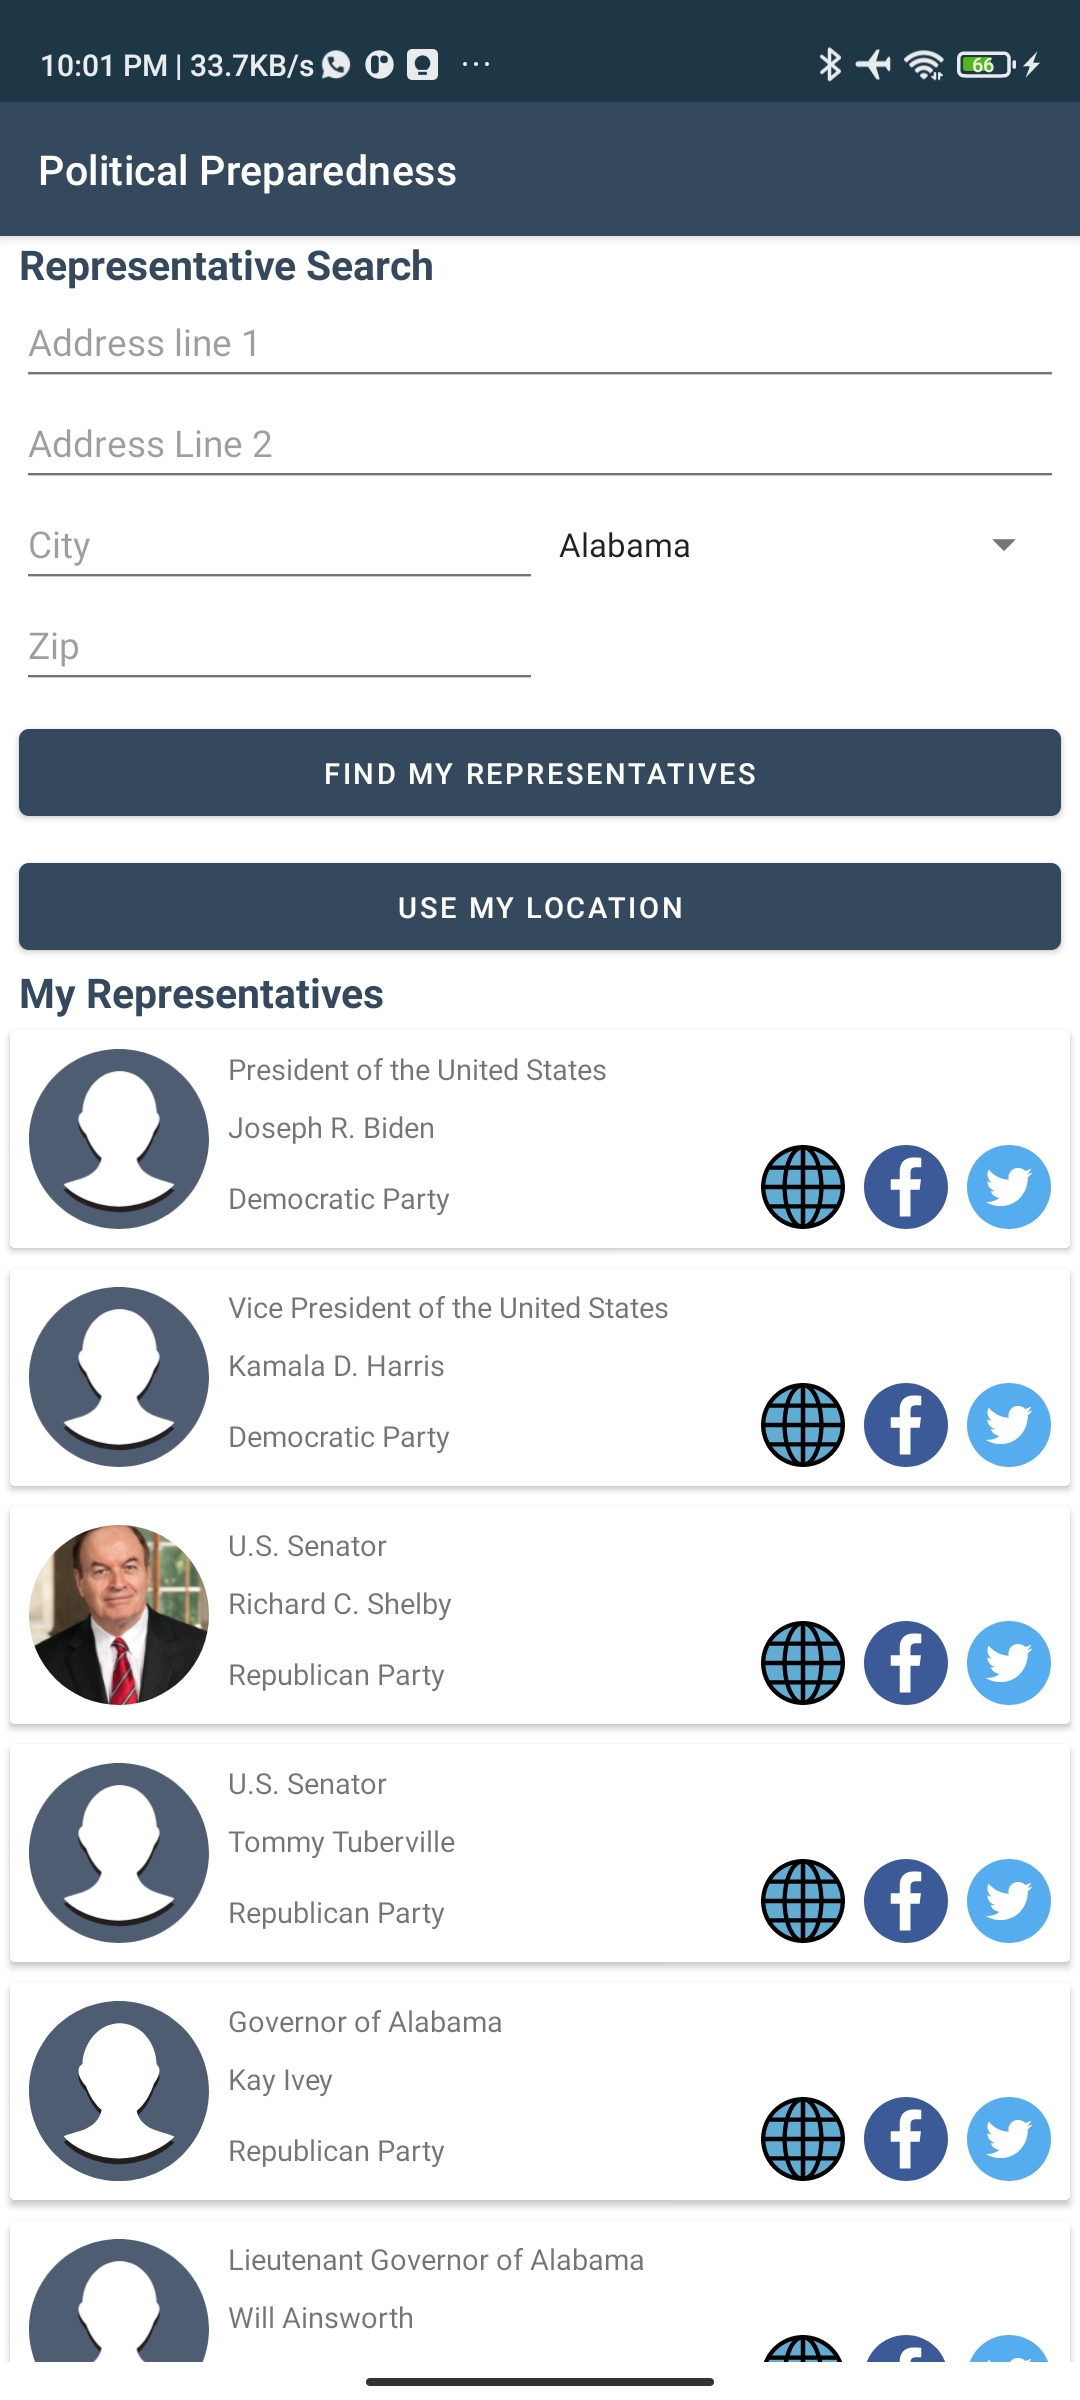 10:01 PM | 33.7KB/s ... 66
Political Preparedness
Representative Search
Address line 1
Address Line 2
City
Alabama
Zip
FIND MY REPRESENTATIVES
USE MY LOCATION
My Representatives
President of the United States
Joseph R. Biden
Democratic Party
Vice President of the United States
Kamala D. Harris
Democratic Party
U.S. Senator
Richard C. Shelby
Republican Party
U.S. Senator
Tommy Tuberville
Republican Party
Governor of Alabama
Kay Ivey
Republican Party
Lieutenant Governor of Alabama
Will Ainsworth